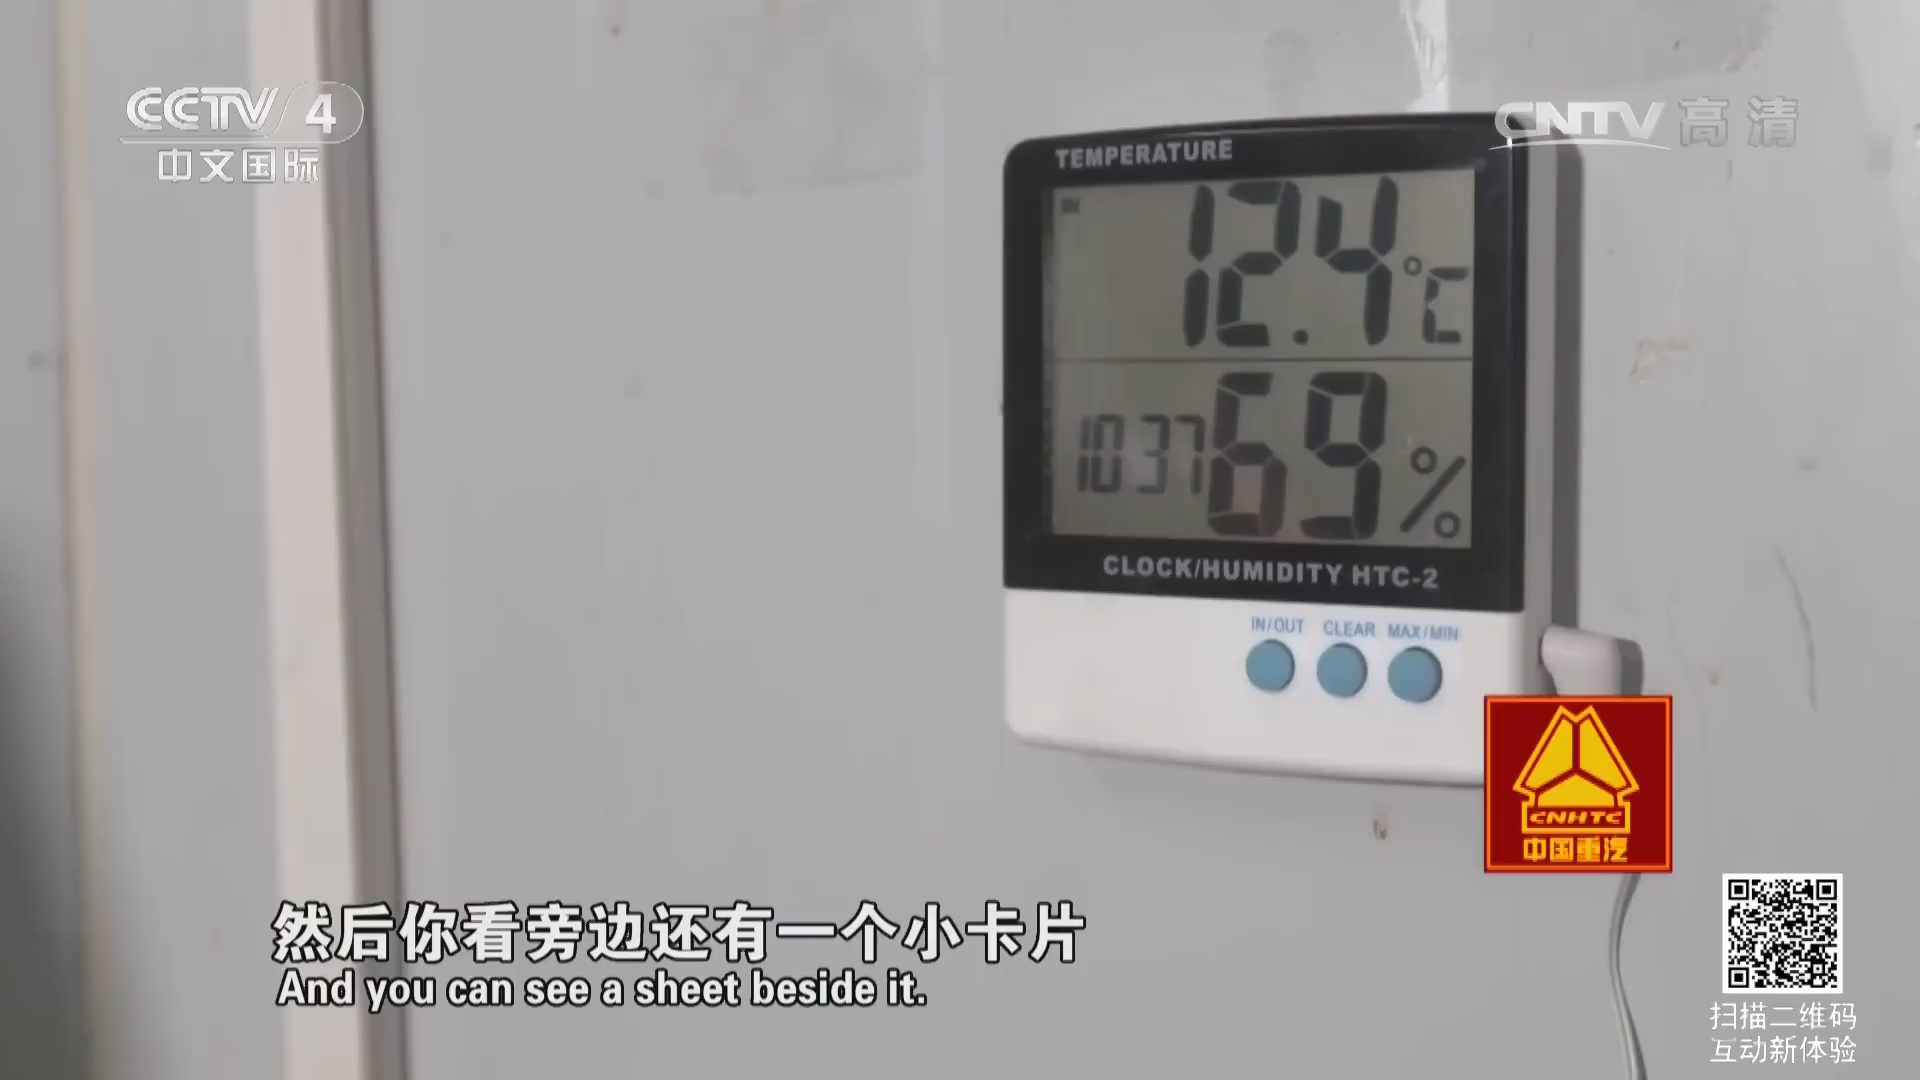 CCTV 4
中文国际
CNTV 高清
TEMPERATURE
12.4 °C
1037 69 %
CLOCK/HUMIDITY HTC-2
IN/OUT CLEAR MAX/MIN
CNHTC
中国重汽
然后你看旁边还有一个小卡片
And you can see a sheet beside it.
扫描二维码
互动新体验